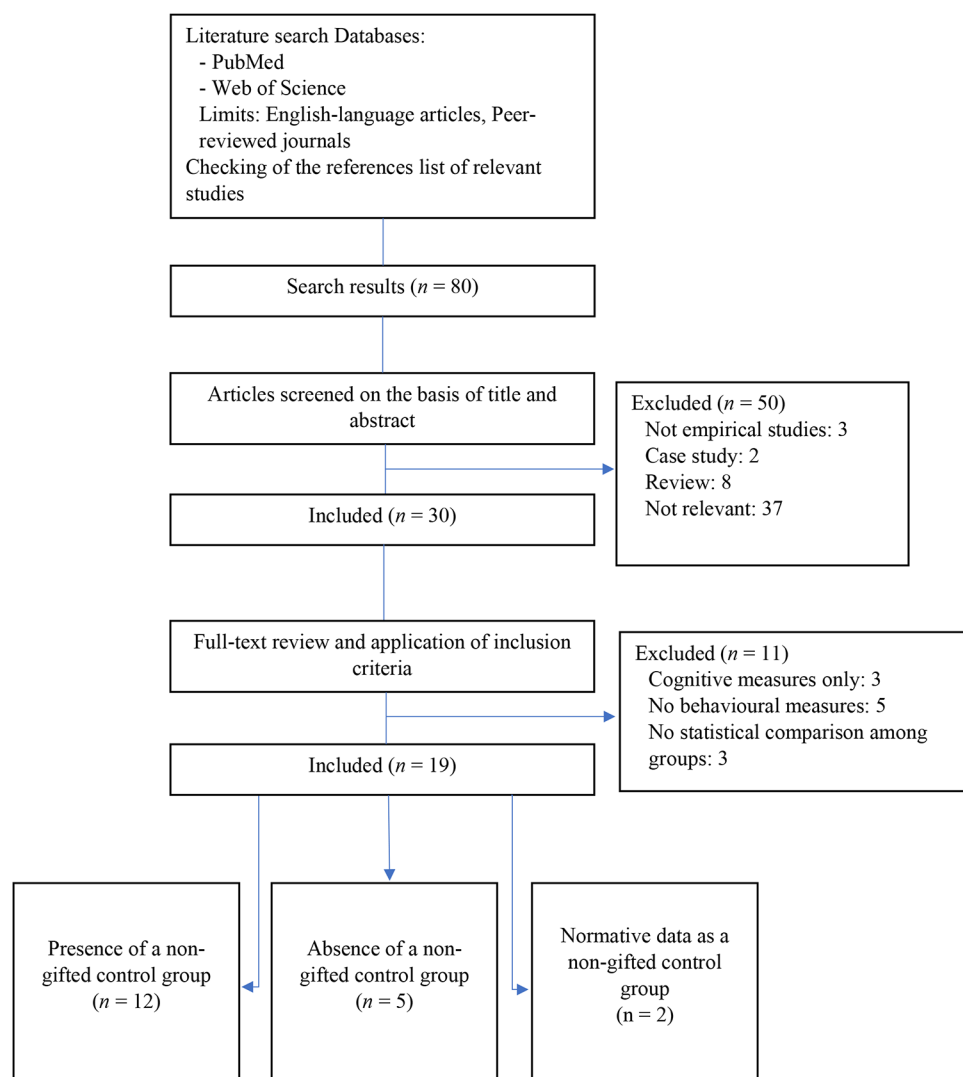 Literature search Databases:
- PubMed
- Web of Science
Limits: English-language articles, Peer-
reviewed journals
Checking of the references list of relevant
studies
Search results (n = 80)
Articles screened on the basis of title and
abstract
Excluded (n = 50)
Not empirical studies: 3
Case study: 2
Review: 8
Not relevant: 37
Included (n = 30)
Full-text review and application of inclusion
criteria
Excluded (n = 11)
Cognitive measures only: 3
No behavioural measures: 5
No statistical comparison among
groups: 3
Included (n = 19)
Presence of a non-
gifted control group
(n = 12)
Absence of a non-
gifted control group
(n = 5)
Normative data as a
non-gifted control
group
(n = 2)